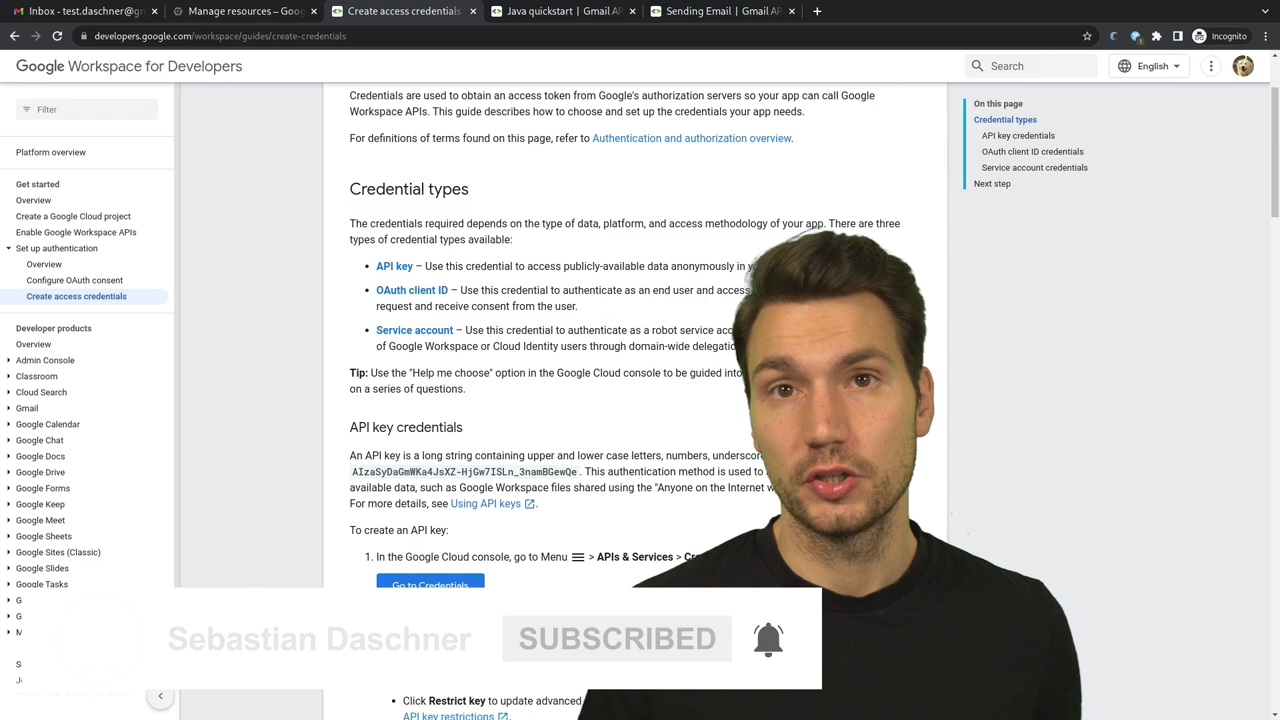 Inbox - test.daschner@gm
Manage resources – Goog
Create access credentials
Java quickstart | Gmail AP
Sending Email | Gmail AP
developers.google.com/workspace/guides/create-credentials
Incognito
Google Workspace for Developers
Search
English
Filter
Platform overview
Get started
Overview
Create a Google Cloud project
Enable Google Workspace APIs
Set up authentication
Overview
Configure OAuth consent
Create access credentials
Developer products
Overview
Admin Console
Classroom
Cloud Search
Gmail
Google Calendar
Google Chat
Google Docs
Google Drive
Google Forms
Google Keep
Google Meet
Google Sheets
Google Sites (Classic)
Google Slides
Google Tasks
Credentials are used to obtain an access token from Google's authorization servers so your app can call Google
Workspace APIs. This guide describes how to choose and set up the credentials your app needs.
For definitions of terms found on this page, refer to Authentication and authorization overview.
Credential types
The credentials required depends on the type of data, platform, and access methodology of your app. There are three
types of credential types available:
• API key – Use this credential to access publicly-available data anonymously in
• OAuth client ID – Use this credential to authenticate as an end user and access
request and receive consent from the user.
• Service account – Use this credential to authenticate as a robot service
of Google Workspace or Cloud Identity users through domain-wide
Tip: Use the "Help me choose" option in the Google Cloud console to be guided
on a series of questions.
API key credentials
An API key is a long string containing upper and lower case letters, numbers,
AIzaSyDaGmWKa4JsXZ-HjGw7ISLn_3namBGewQe. This authentication method is used to
available data, such as Google Workspace files shared using the "Anyone on the Internet
For more details, see Using API keys.
To create an API key:
1. In the Google Cloud console, go to Menu > APIs & Services >
Go to Credentials
• Click Restrict key to update advanced
API key restrictions.
On this page
Credential types
API key credentials
OAuth client ID credentials
Service account credentials
Next step
Sebastian Daschner
SUBSCRIBED